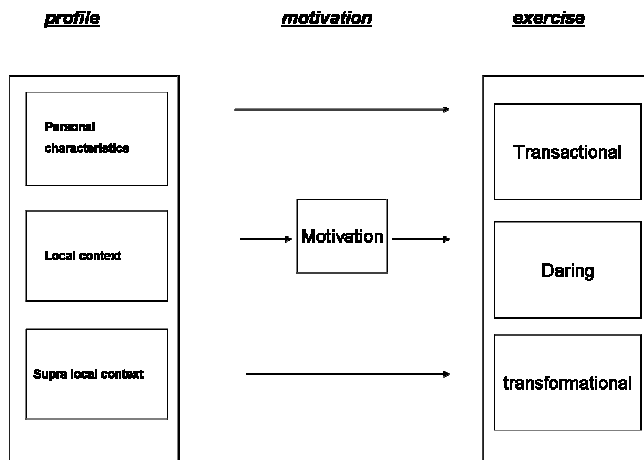 profile motivation exercise
Personal
characteristics
Transactional
Local context
Motivation
Daring
Supra local context
transformational